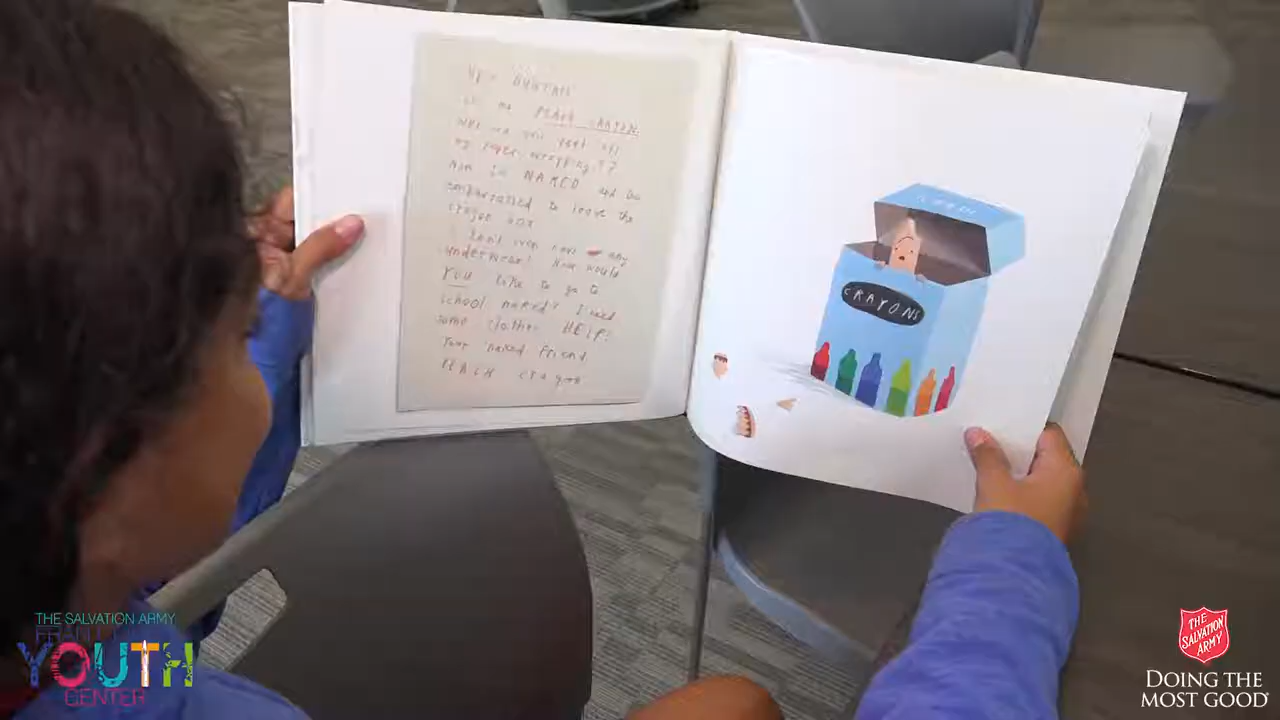 HEY DUNCAN,
it's me, PEACH CRAYON.
WHY did you peel off
my paper wrapping??
Now I'm NAKED and too
embarrassed to leave the
crayon box.
I don't even have any
underwear! How would
YOU like to go to
school naked? I need
some clothes. HELP!
Your naked friend,
PEACH crayon
CRAYONS
THE SALVATION ARMY
YOUTH
CENTER
THE
SALVATION
ARMY
DOING THE
MOST GOOD